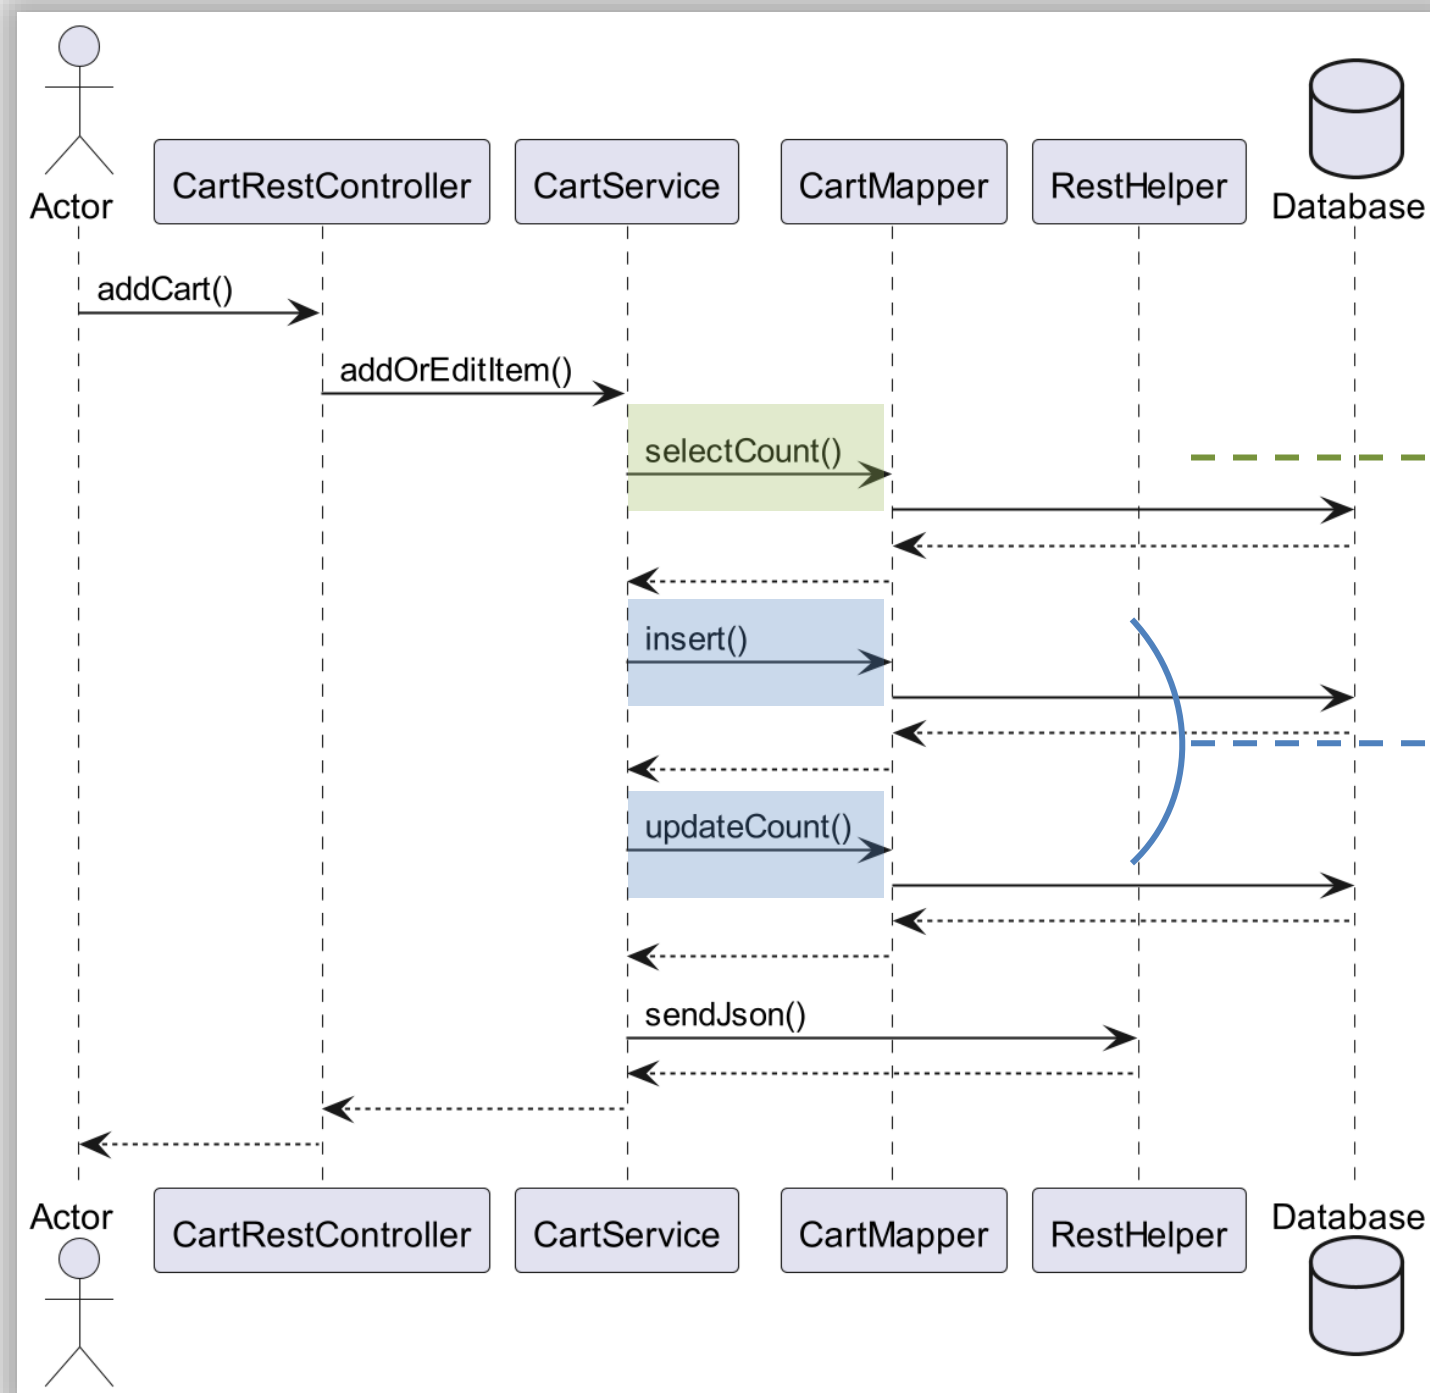 Actor
CartRestController
CartService
CartMapper
RestHelper
Database
addCart()
addOrEditItem()
selectCount()
insert()
updateCount()
sendJson()
Actor
CartRestController
CartService
CartMapper
RestHelper
Database